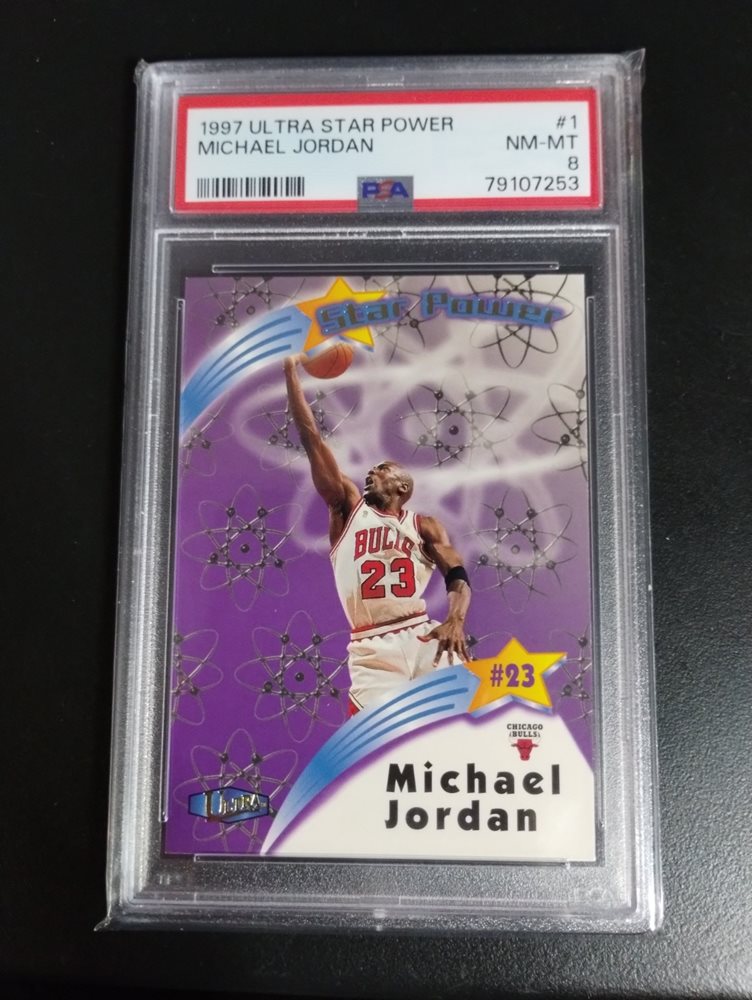 1997 ULTRA STAR POWER #1
MICHAEL JORDAN NM-MT
8
PSA 79107253
Star Power
BULLS
23
#23
CHICAGO
BULLS
Michael
Jordan
ULTRA